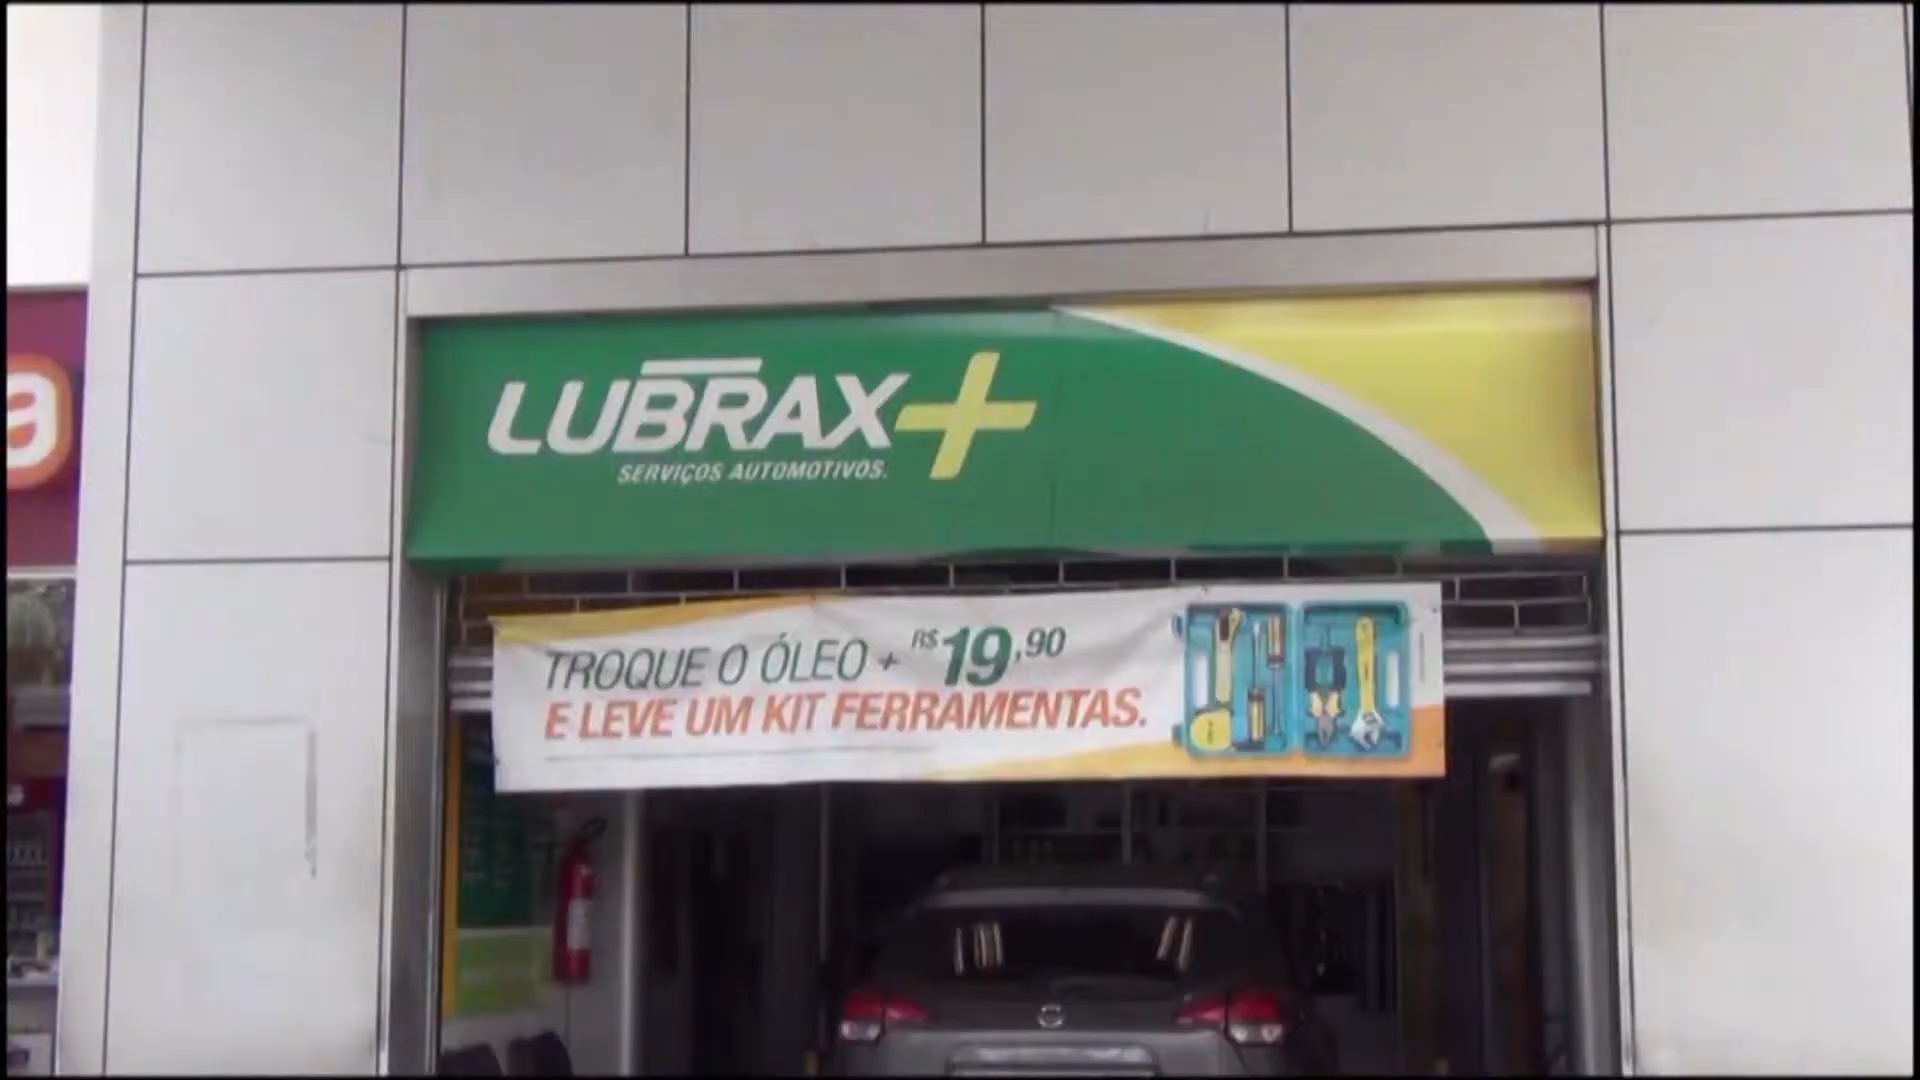 LUBRAX+
SERVIÇOS AUTOMOTIVOS.
TROQUE O ÓLEO + R$ 19,90
E LEVE UM KIT FERRAMENTAS.
a